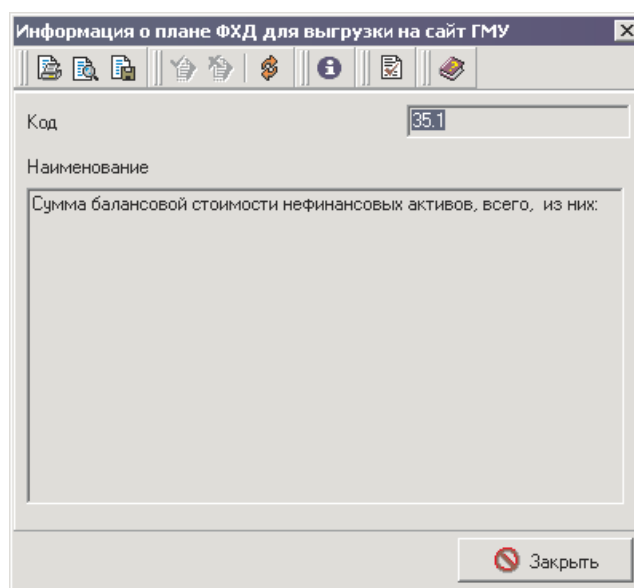 Информация о плане ФХД для выгрузки на сайт ГМУ
Код
35.1
Наименование
Сумма балансовой стоимости нефинансовых активов, всего, из них:
Закрыть